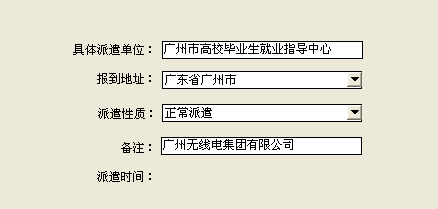 具体派遣单位： 广州市高校毕业生就业指导中心
报到地址： 广东省广州市
派遣性质： 正常派遣
备注： 广州无线电集团有限公司
派遣时间：